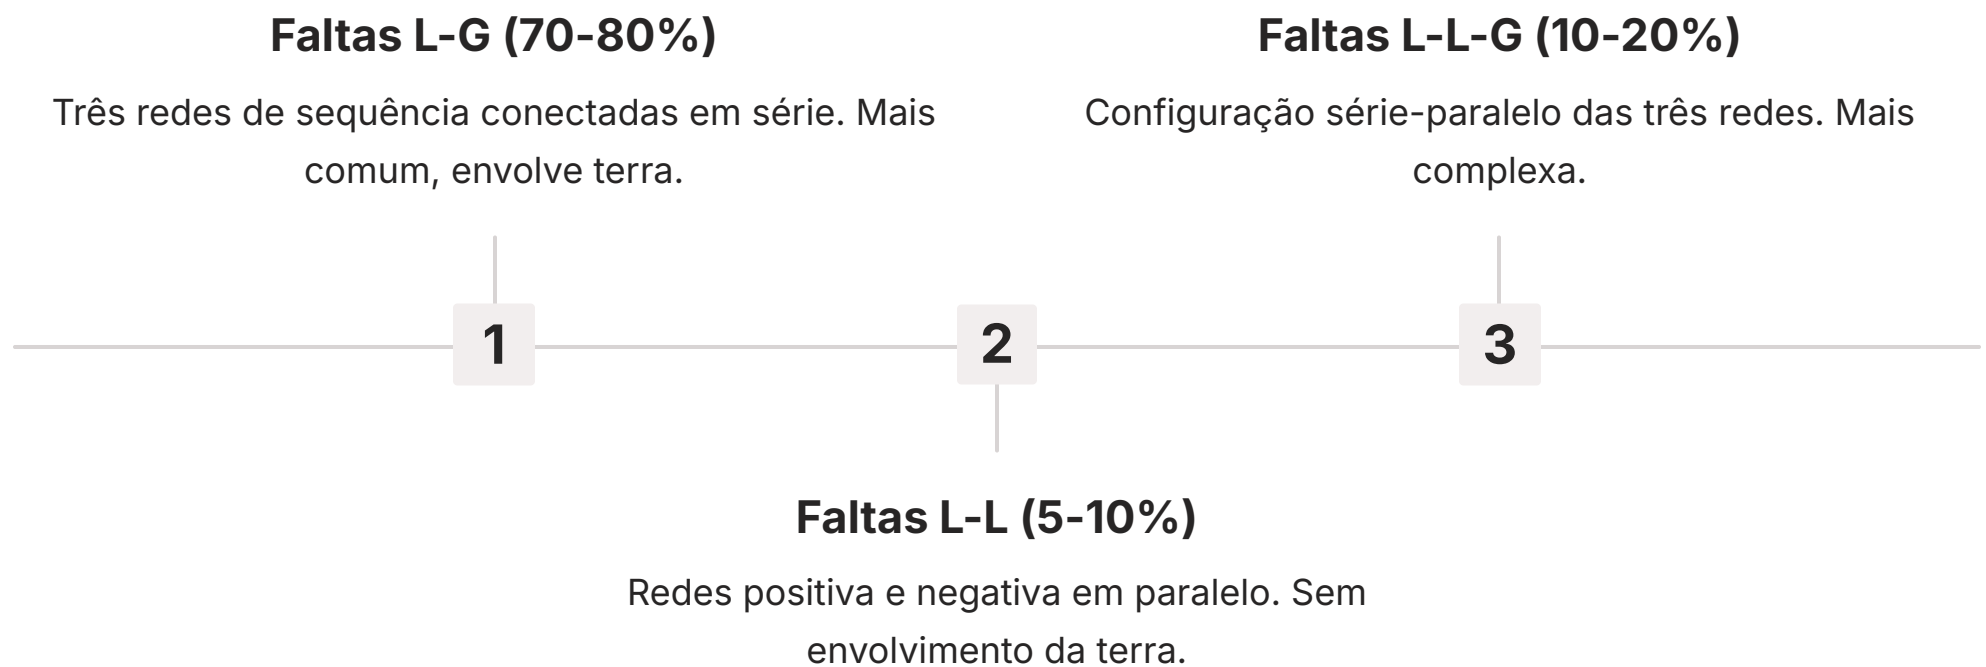 Faltas L-G (70-80%)
Três redes de sequência conectadas em série. Mais
comum, envolve terra.
Faltas L-L-G (10-20%)
Configuração série-paralelo das três redes. Mais
complexa.
1
2
3
Faltas L-L (5-10%)
Redes positiva e negativa em paralelo. Sem
envolvimento da terra.